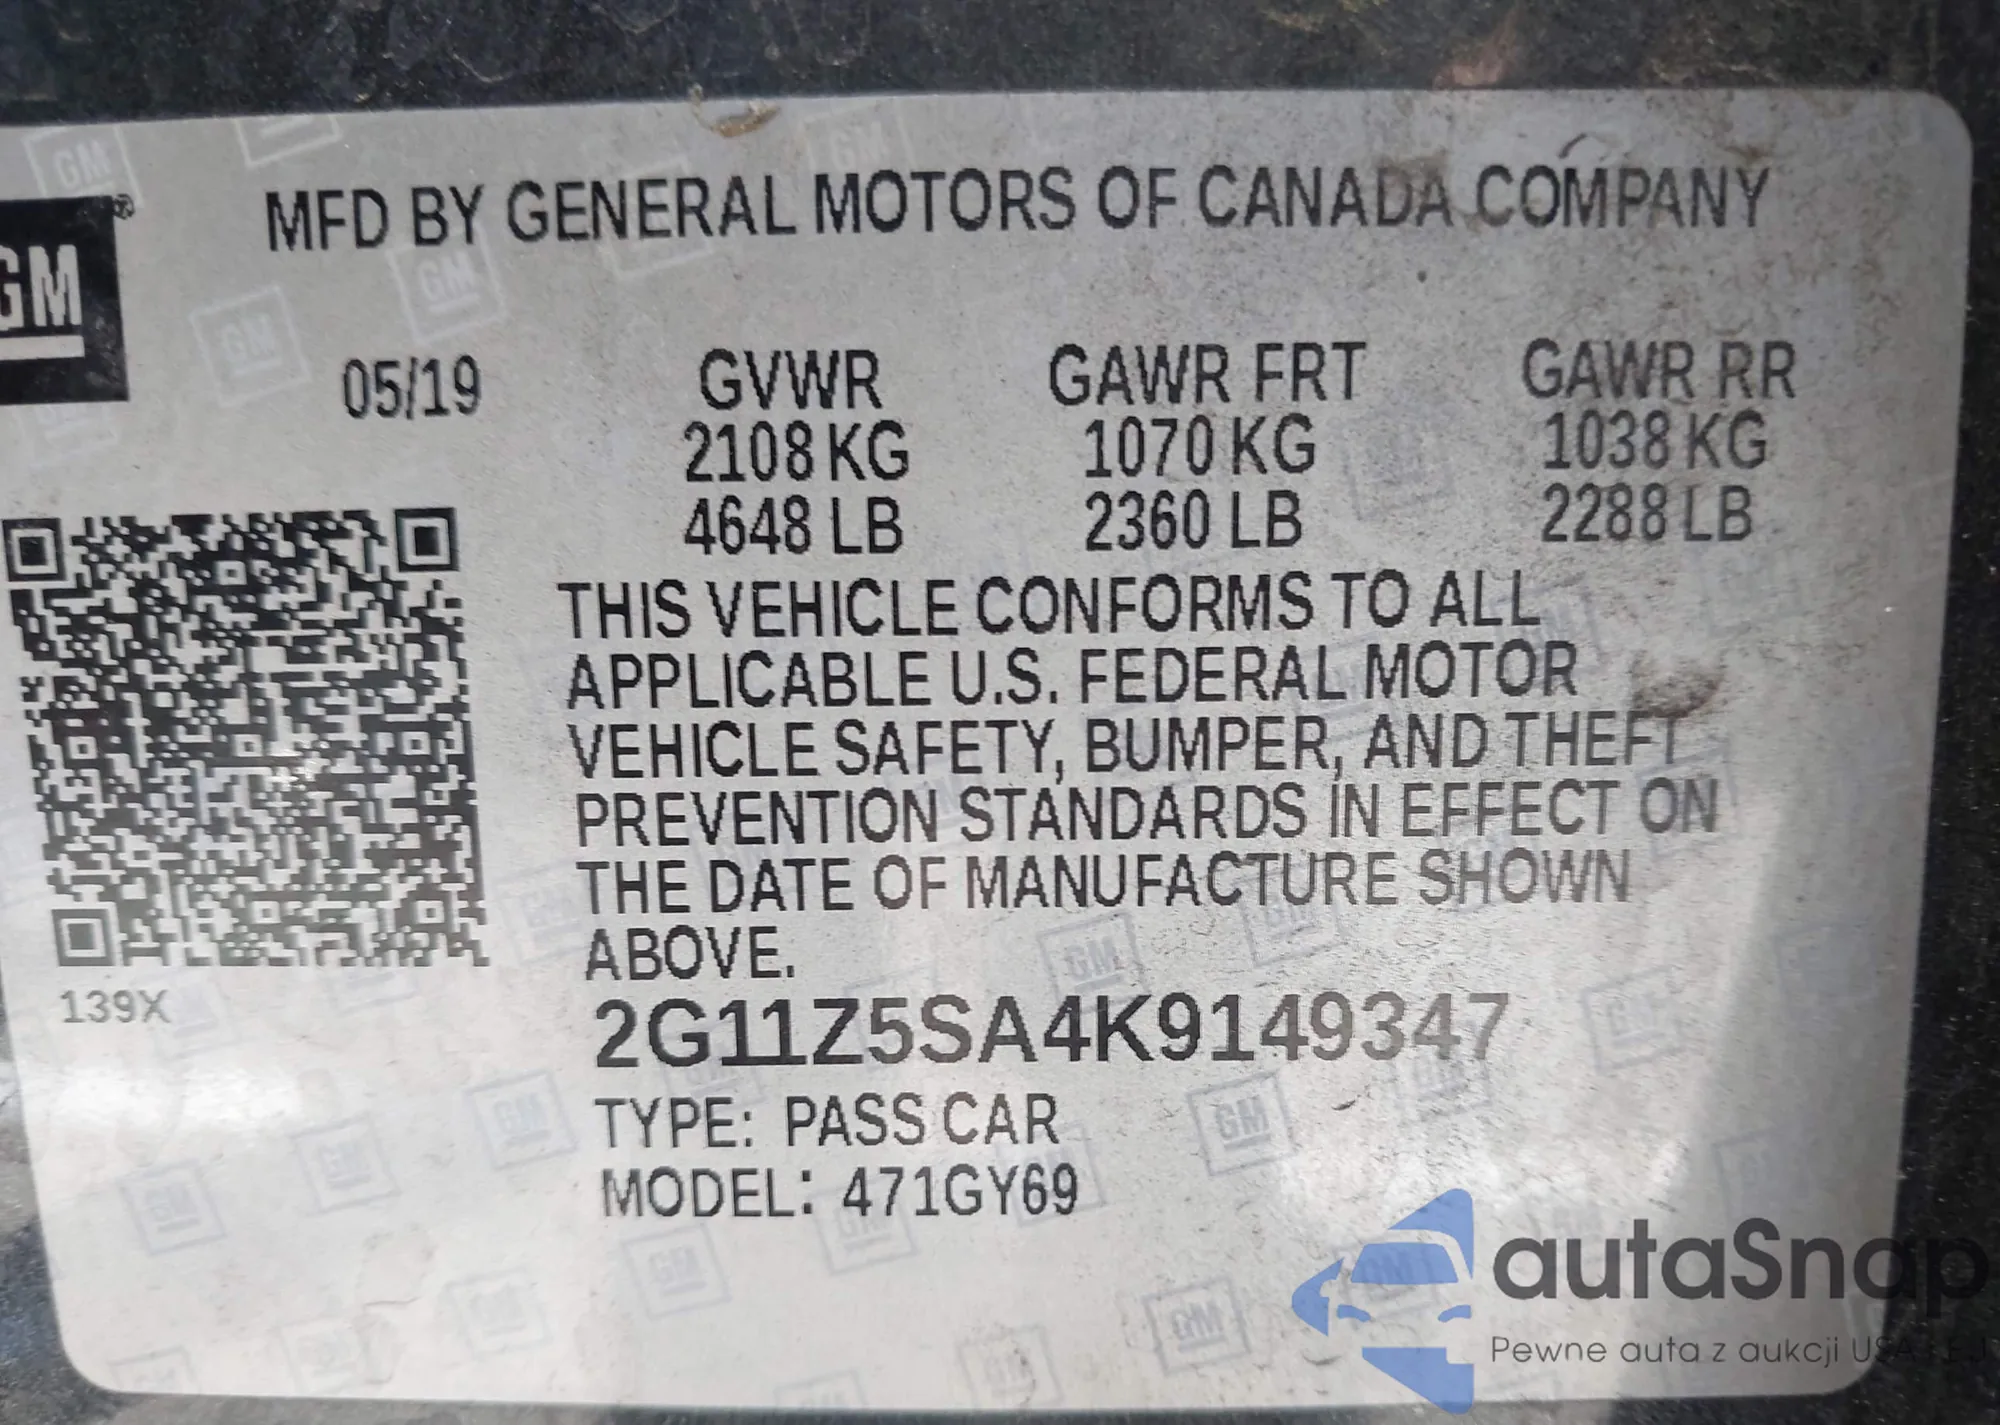 MFD BY GENERAL MOTORS OF CANADA COMPANY
GM
05/19
GVWR GAWR FRT GAWR RR
2108 KG 1070 KG 1038 KG
4648 LB 2360 LB 2288 LB
THIS VEHICLE CONFORMS TO ALL
APPLICABLE U.S. FEDERAL MOTOR
VEHICLE SAFETY, BUMPER, AND THEFT
PREVENTION STANDARDS IN EFFECT ON
THE DATE OF MANUFACTURE SHOWN
ABOVE.
139X
2G11Z5SA4K9149347
TYPE: PASS CAR
MODEL: 471GY69
autaSnap
Pewne auta z aukcji USA i EU